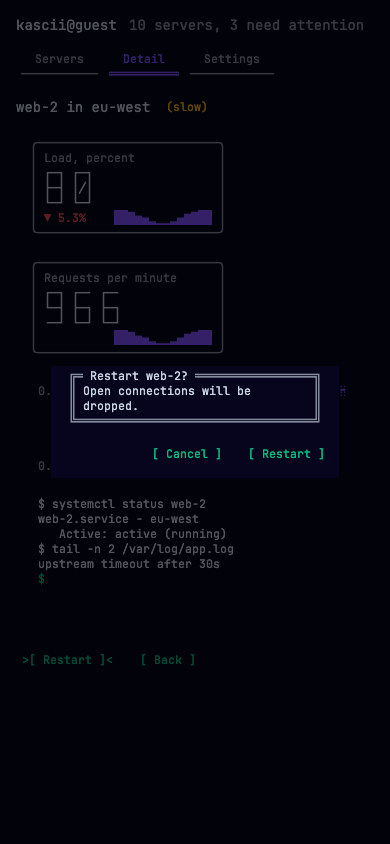 kascii@guest 10 servers, 3 need attention
Servers Detail Settings
web-2 in eu-west (slow)
Load, percent
80
▼ 5.3%
Requests per minute
966
0.
Restart web-2?
Open connections will be
dropped.
[ Cancel ] [ Restart ]
0.
$ systemctl status web-2
web-2.service - eu-west
Active: active (running)
$ tail -n 2 /var/log/app.log
upstream timeout after 30s
$
>[ Restart ]< [ Back ]